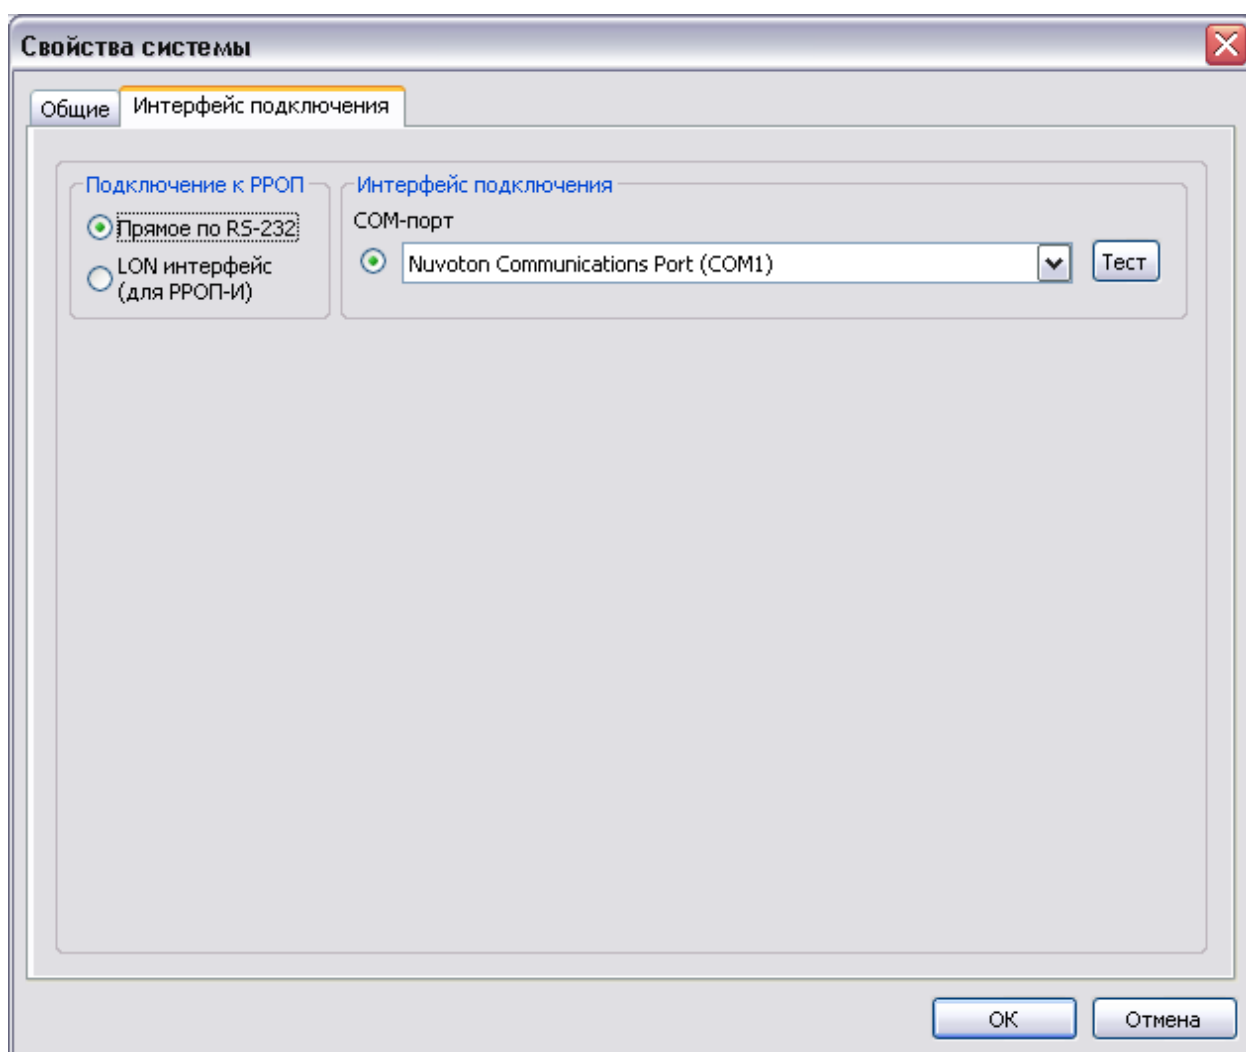 Свойства системы
Общие
Интерфейс подключения
Подключение к РРОП
Прямое по RS-232
LON интерфейс
(для РРОП-И)
Интерфейс подключения
COM-порт
Nuvoton Communications Port (COM1)
Тест
OK
Отмена